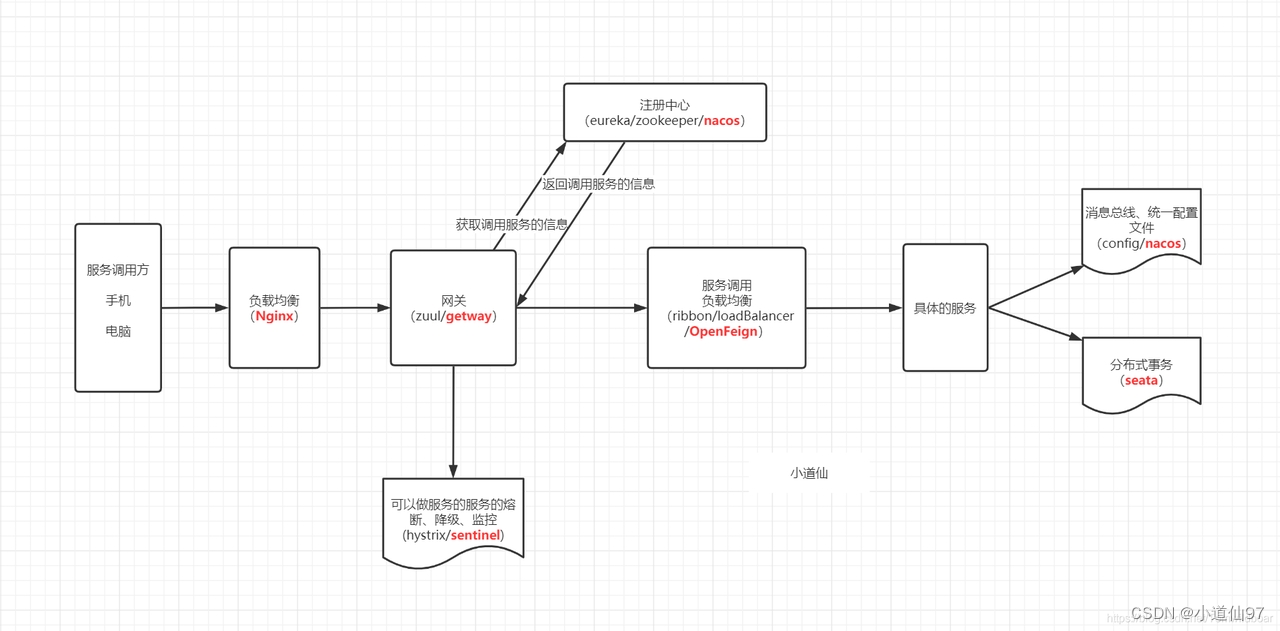 注册中心
（eureka/zookeeper/nacos）
返回调用服务的信息
获取调用服务的信息
服务调用方
手机
电脑
负载均衡
（Nginx）
网关
（zuul/getway）
服务调用
负载均衡
（ribbon/loadBalancer
/OpenFeign）
具体的服务
消息总线、统一配置
文件
（config/nacos）
分布式事务
（seata）
可以做服务的服务的熔
断、降级、监控
(hystrix/sentinel)
小道仙
CSDN @小道仙97